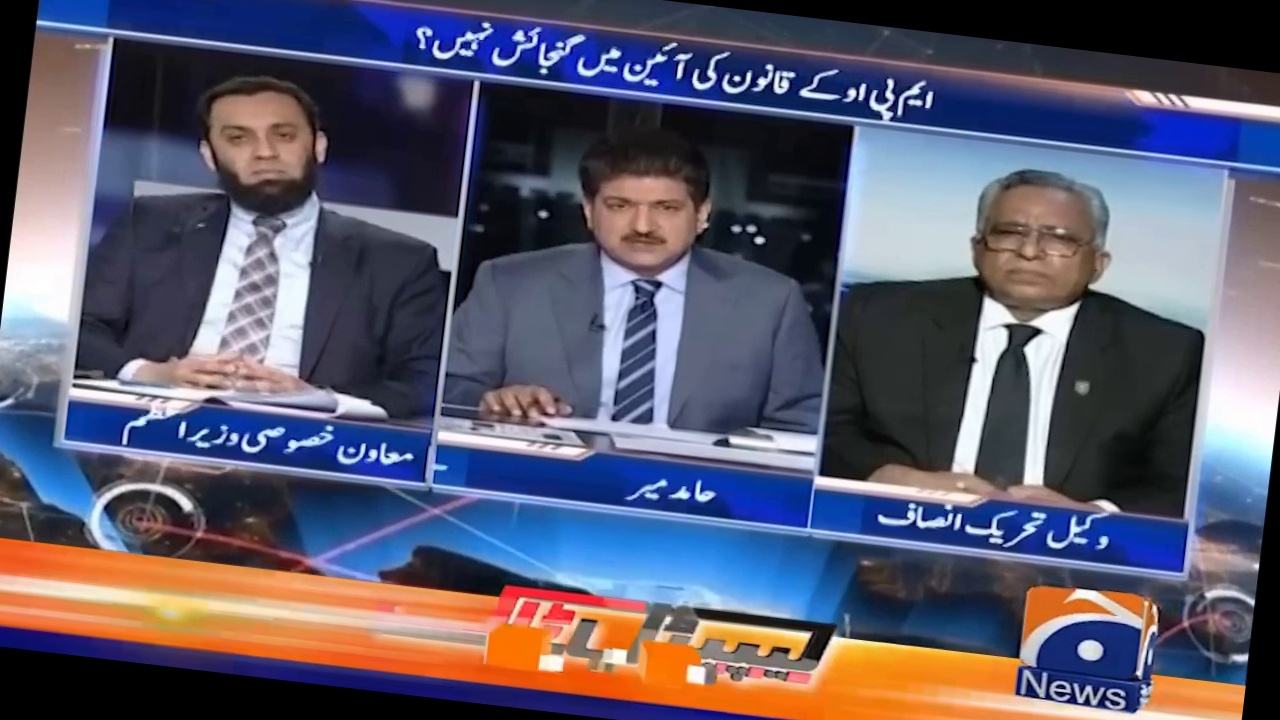 ایم پی او کے قانون کی آئین میں گنجائش نہیں؟
معاون خصوصی وزیراعظم
حامد میر
وکیل تحریک انصاف
News